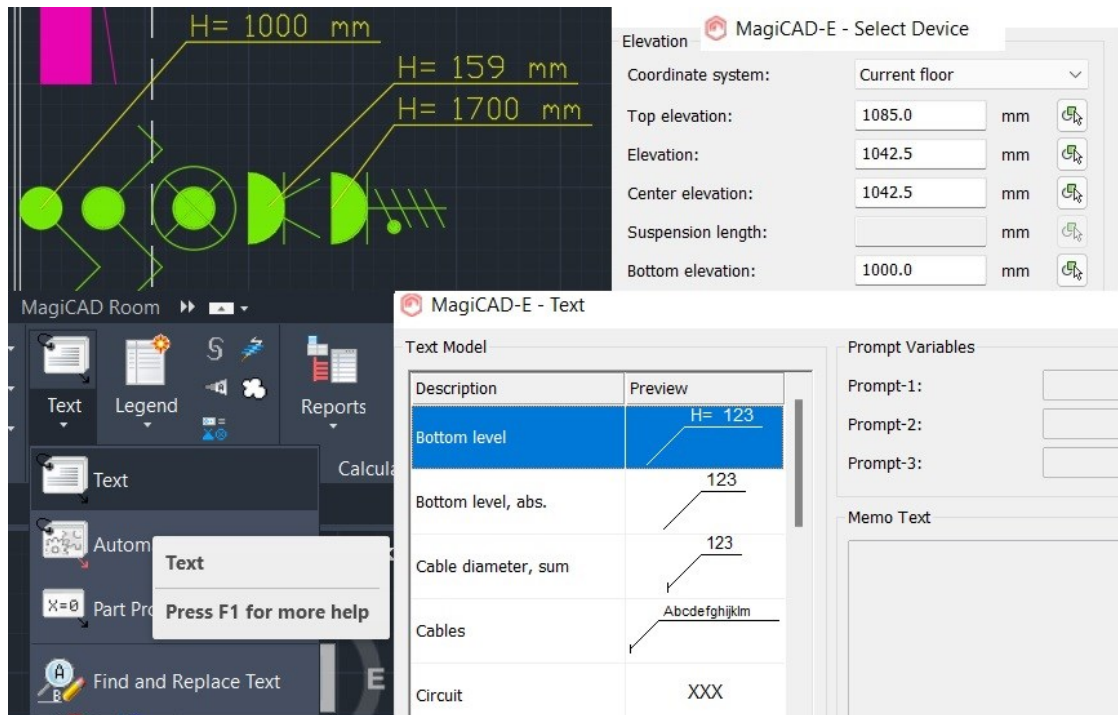 H= 1000 mm
H= 159 mm
H= 1700 mm
MagiCAD-E - Select Device
Elevation
Coordinate system: Current floor
Top elevation: 1085.0 mm
Elevation: 1042.5 mm
Center elevation: 1042.5 mm
Suspension length: mm
Bottom elevation: 1000.0 mm
MagiCAD Room
Text
Legend
Reports
Calcula
Text
Autom
Part Pro
Text
Press F1 for more help
Find and Replace Text
E
MagiCAD-E - Text
Text Model
Description Preview
Bottom level H= 123
Bottom level, abs. 123
Cable diameter, sum 123
Cables Abcdefghijklm
Circuit XXX
Prompt Variables
Prompt-1:
Prompt-2:
Prompt-3:
Memo Text
X=0
A
B